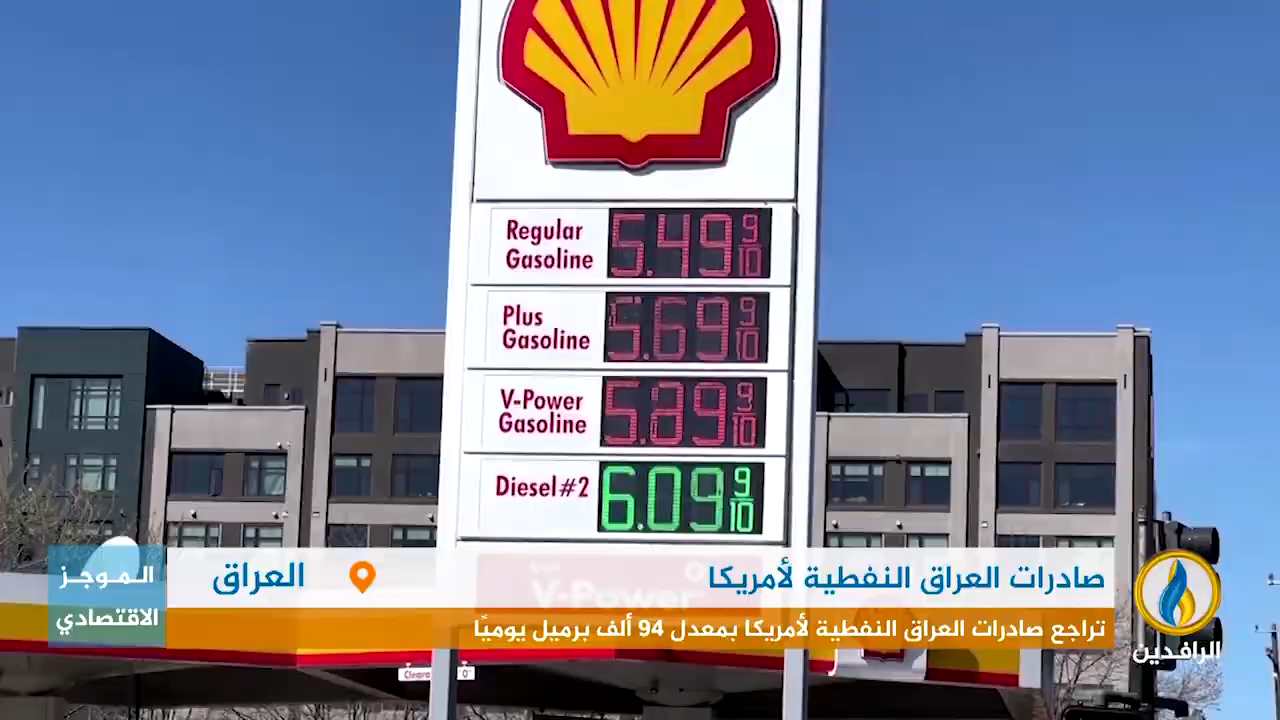 Regular
Gasoline
5.49 9/10
Plus
Gasoline
5.69 9/10
V-Power
Gasoline
5.89 9/10
Diesel #2
6.09 9/10
V-Power
صادرات العراق النفطية لأمريكا
العراق
تراجع صادرات العراق النفطية لأمريكا بمعدل 94 ألف برميل يوميًا
الموجز
الاقتصادي
الرافدين